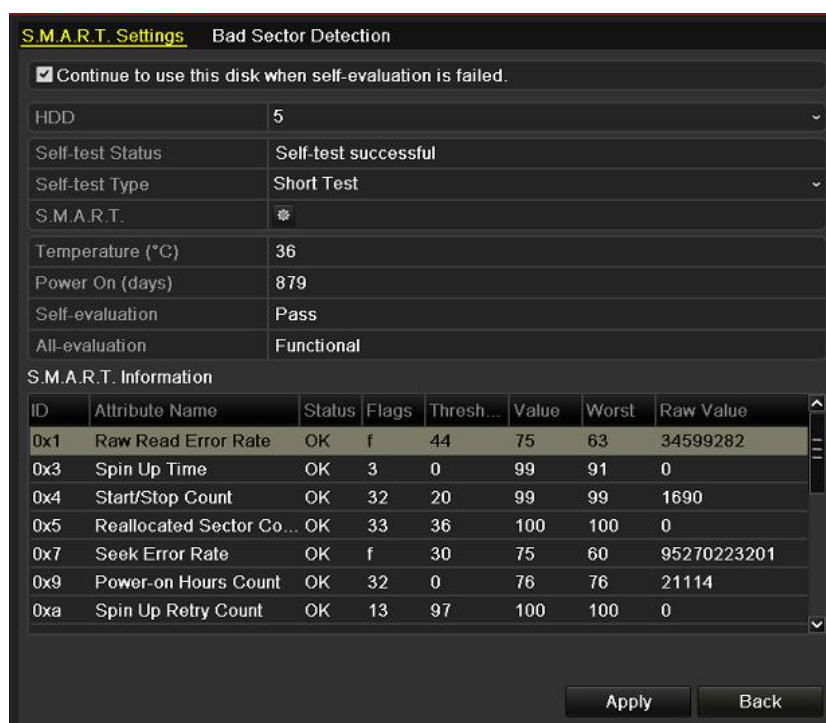 S.M.A.R.T. Settings Bad Sector Detection
Continue to use this disk when self-evaluation is failed.
HDD 5
Self-test Status Self-test successful
Self-test Type Short Test
S.M.A.R.T.
Temperature (°C) 36
Power On (days) 879
Self-evaluation Pass
All-evaluation Functional
S.M.A.R.T. Information
ID Attribute Name Status Flags Thresh... Value Worst Raw Value
0x1 Raw Read Error Rate OK f 44 75 63 34599282
0x3 Spin Up Time OK 3 0 99 91 0
0x4 Start/Stop Count OK 32 20 99 99 1690
0x5 Reallocated Sector Co... OK 33 36 100 100 0
0x7 Seek Error Rate OK f 30 75 60 95270223201
0x9 Power-on Hours Count OK 32 0 76 76 21114
0xa Spin Up Retry Count OK 13 97 100 100 0
Apply Back